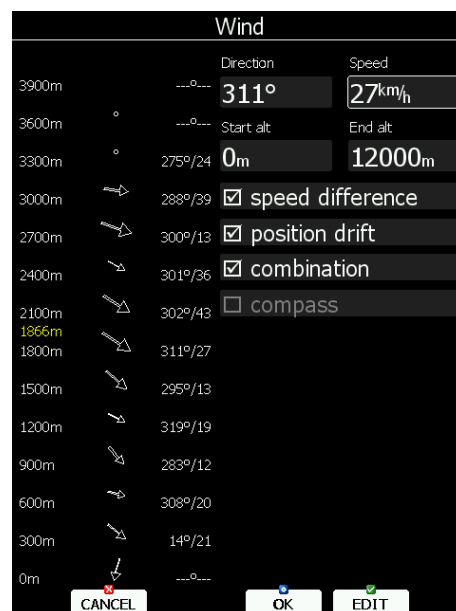 Wind
Direction Speed
3900m ---°--- 311° 27km/h
3600m ---°--- Start alt End alt
3300m 275°/24 0m 12000m
3000m 288°/39 ☑ speed difference
2700m 300°/13 ☑ position drift
2400m 301°/36 ☑ combination
2100m 302°/43 ☐ compass
1866m
1800m 311°/27
1500m 295°/13
1200m 319°/19
900m 283°/12
600m 308°/20
300m 14°/21
0m ---°---
CANCEL OK EDIT